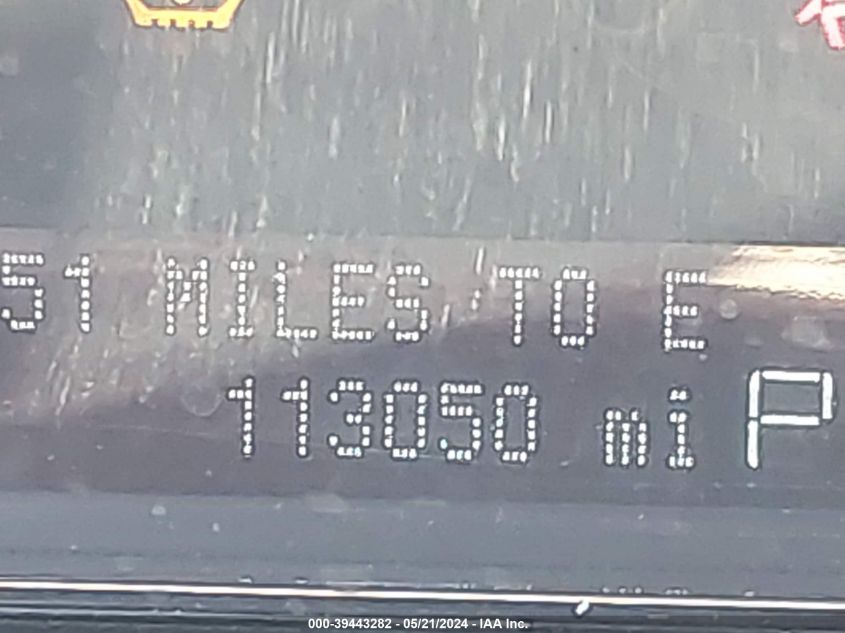 51 MILES TO E
113050 mi P
000-39443282 - 05/21/2024 - IAA Inc.